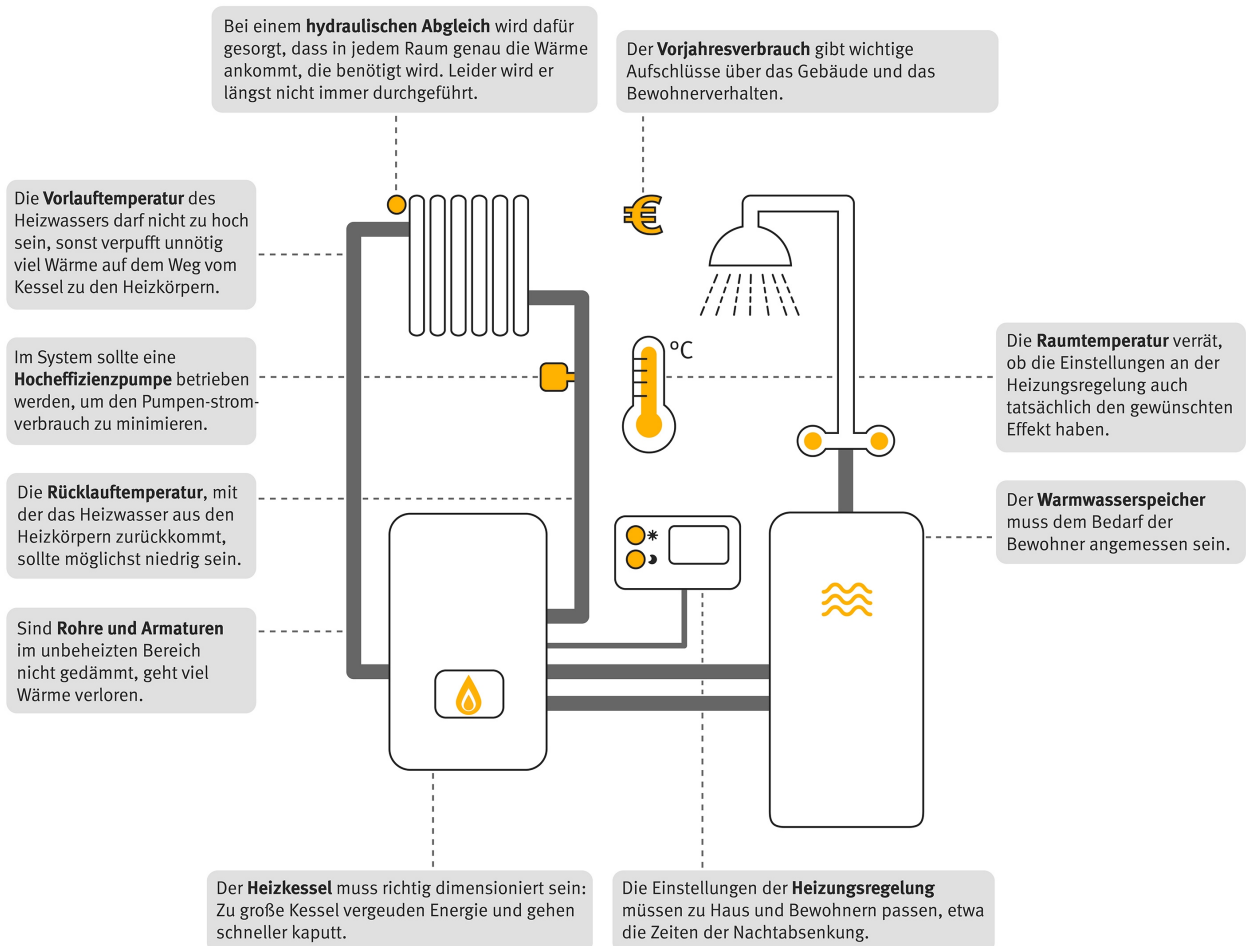 Bei einem hydraulischen Abgleich wird dafür
gesorgt, dass in jedem Raum genau die Wärme
ankommt, die benötigt wird. Leider wird er
längst nicht immer durchgeführt.
Der Vorjahresverbrauch gibt wichtige
Aufschlüsse über das Gebäude und das
Bewohnerverhalten.
Die Vorlauftemperatur des
Heizwassers darf nicht zu hoch
sein, sonst verpufft unnötig
viel Wärme auf dem Weg vom
Kessel zu den Heizkörpern.
€
Im System sollte eine
Hocheffizienzpumpe betrieben
werden, um den Pumpen-strom-
verbrauch zu minimieren.
°C
Die Raumtemperatur verrät,
ob die Einstellungen an der
Heizungsregelung auch
tatsächlich den gewünschten
Effekt haben.
Die Rücklauftemperatur, mit
der das Heizwasser aus den
Heizkörpern zurückkommt,
sollte möglichst niedrig sein.
Der Warmwasserspeicher
muss dem Bedarf der
Bewohner angemessen sein.
Sind Rohre und Armaturen
im unbeheizten Bereich
nicht gedämmt, geht viel
Wärme verloren.
Der Heizkessel muss richtig dimensioniert sein:
Zu große Kessel vergeuden Energie und gehen
schneller kaputt.
Die Einstellungen der Heizungsregelung
müssen zu Haus und Bewohnern passen, etwa
die Zeiten der Nachtabsenkung.